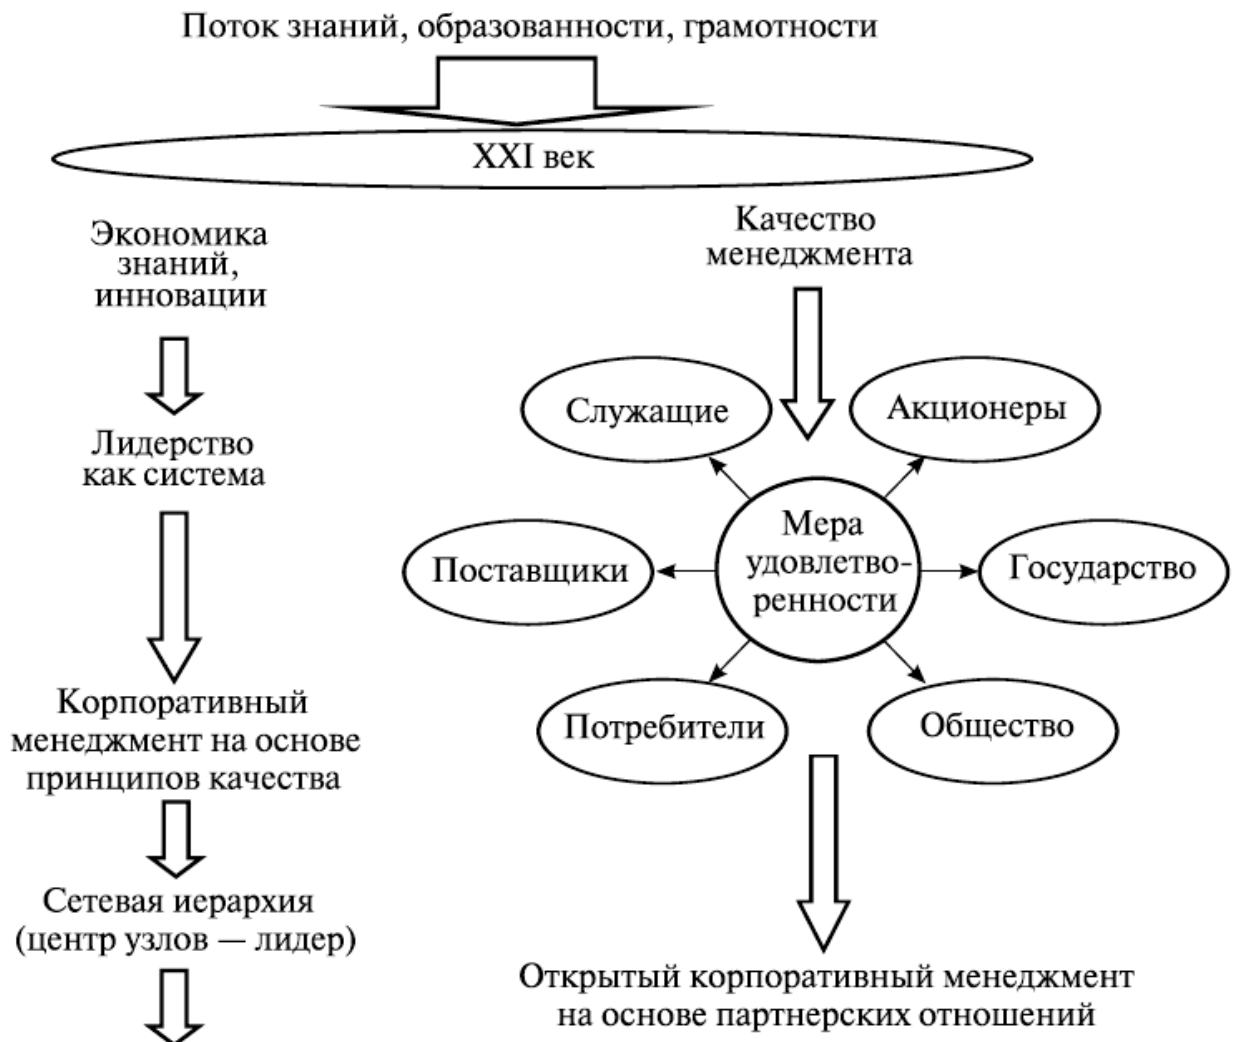 Поток знаний, образованности, грамотности
XXI век
Экономика
знаний,
инновации
Лидерство
как система
Корпоративный
менеджмент на основе
принципов качества
Сетевая иерархия
(центр узлов — лидер)
Качество
менеджмента
Служащие
Акционеры
Мера
удовлетво-
ренности
Поставщики
Государство
Потребители
Общество
Открытый корпоративный менеджмент
на основе партнерских отношений